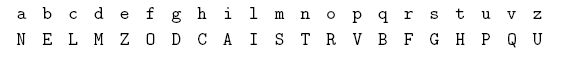 a b c d e f g h i l m n o p q r s t u v z
N E L M Z O D C A I S T R V B F G H P Q U